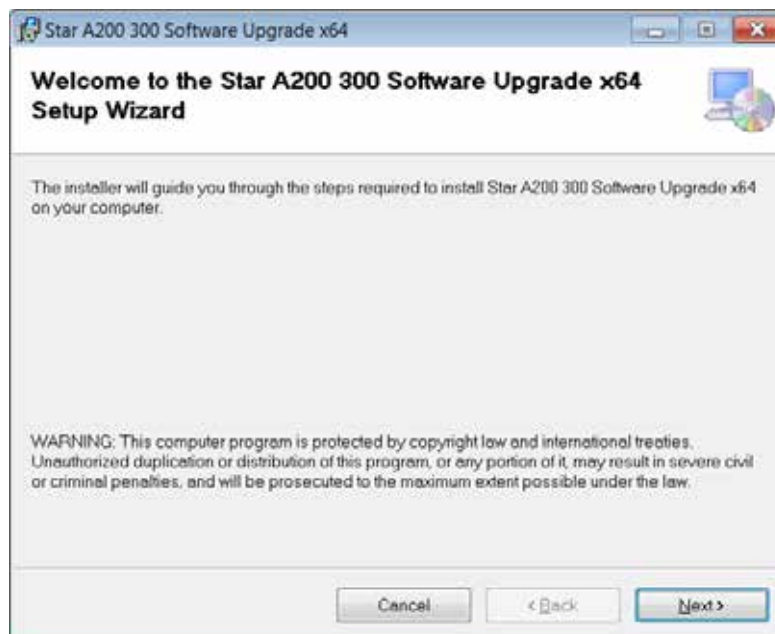 Star A200 300 Software Upgrade x64
Welcome to the Star A200 300 Software Upgrade x64
Setup Wizard
The installer will guide you through the steps required to install Star A200 300 Software Upgrade x64
on your computer.
WARNING: This computer program is protected by copyright law and international treaties.
Unauthorized duplication or distribution of this program, or any portion of it, may result in severe civil
or criminal penalties, and will be prosecuted to the maximum extent possible under the law.
Cancel
< Back
Next >